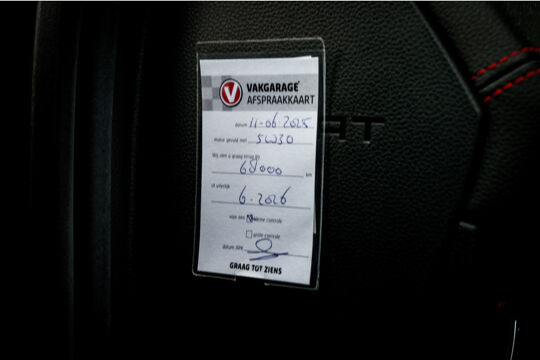 VAKGARAGE
AFSPRAAKKAART
datum 11-06 2025
motor gevuld met 5W30
Wij zien u graag terug bij
68000 km
of uiterlijk
6-2026
voor een kleine controle
grote controle
datum APK
GRAAG TOT ZIENS